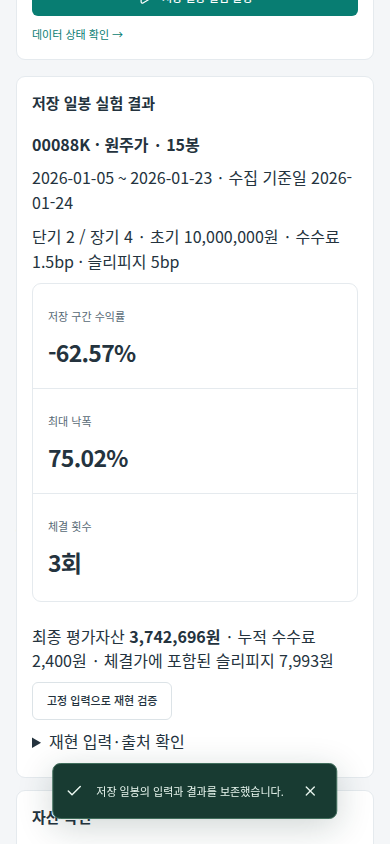 데이터 상태 확인 →
저장 일봉 실험 결과
00088K · 원주가 · 15봉
2026-01-05 ~ 2026-01-23 · 수집 기준일 2026-
01-24
단기 2 / 장기 4 · 초기 10,000,000원 · 수수료
1.5bp · 슬리피지 5bp
저장 구간 수익률
-62.57%
최대 낙폭
75.02%
체결 횟수
3회
최종 평가자산 3,742,696원 · 누적 수수료
2,400원 · 체결가에 포함된 슬리피지 7,993원
고정 입력으로 재현 검증
▶ 재현 입력·출처 확인
저장 일봉의 입력과 결과를 보존했습니다.